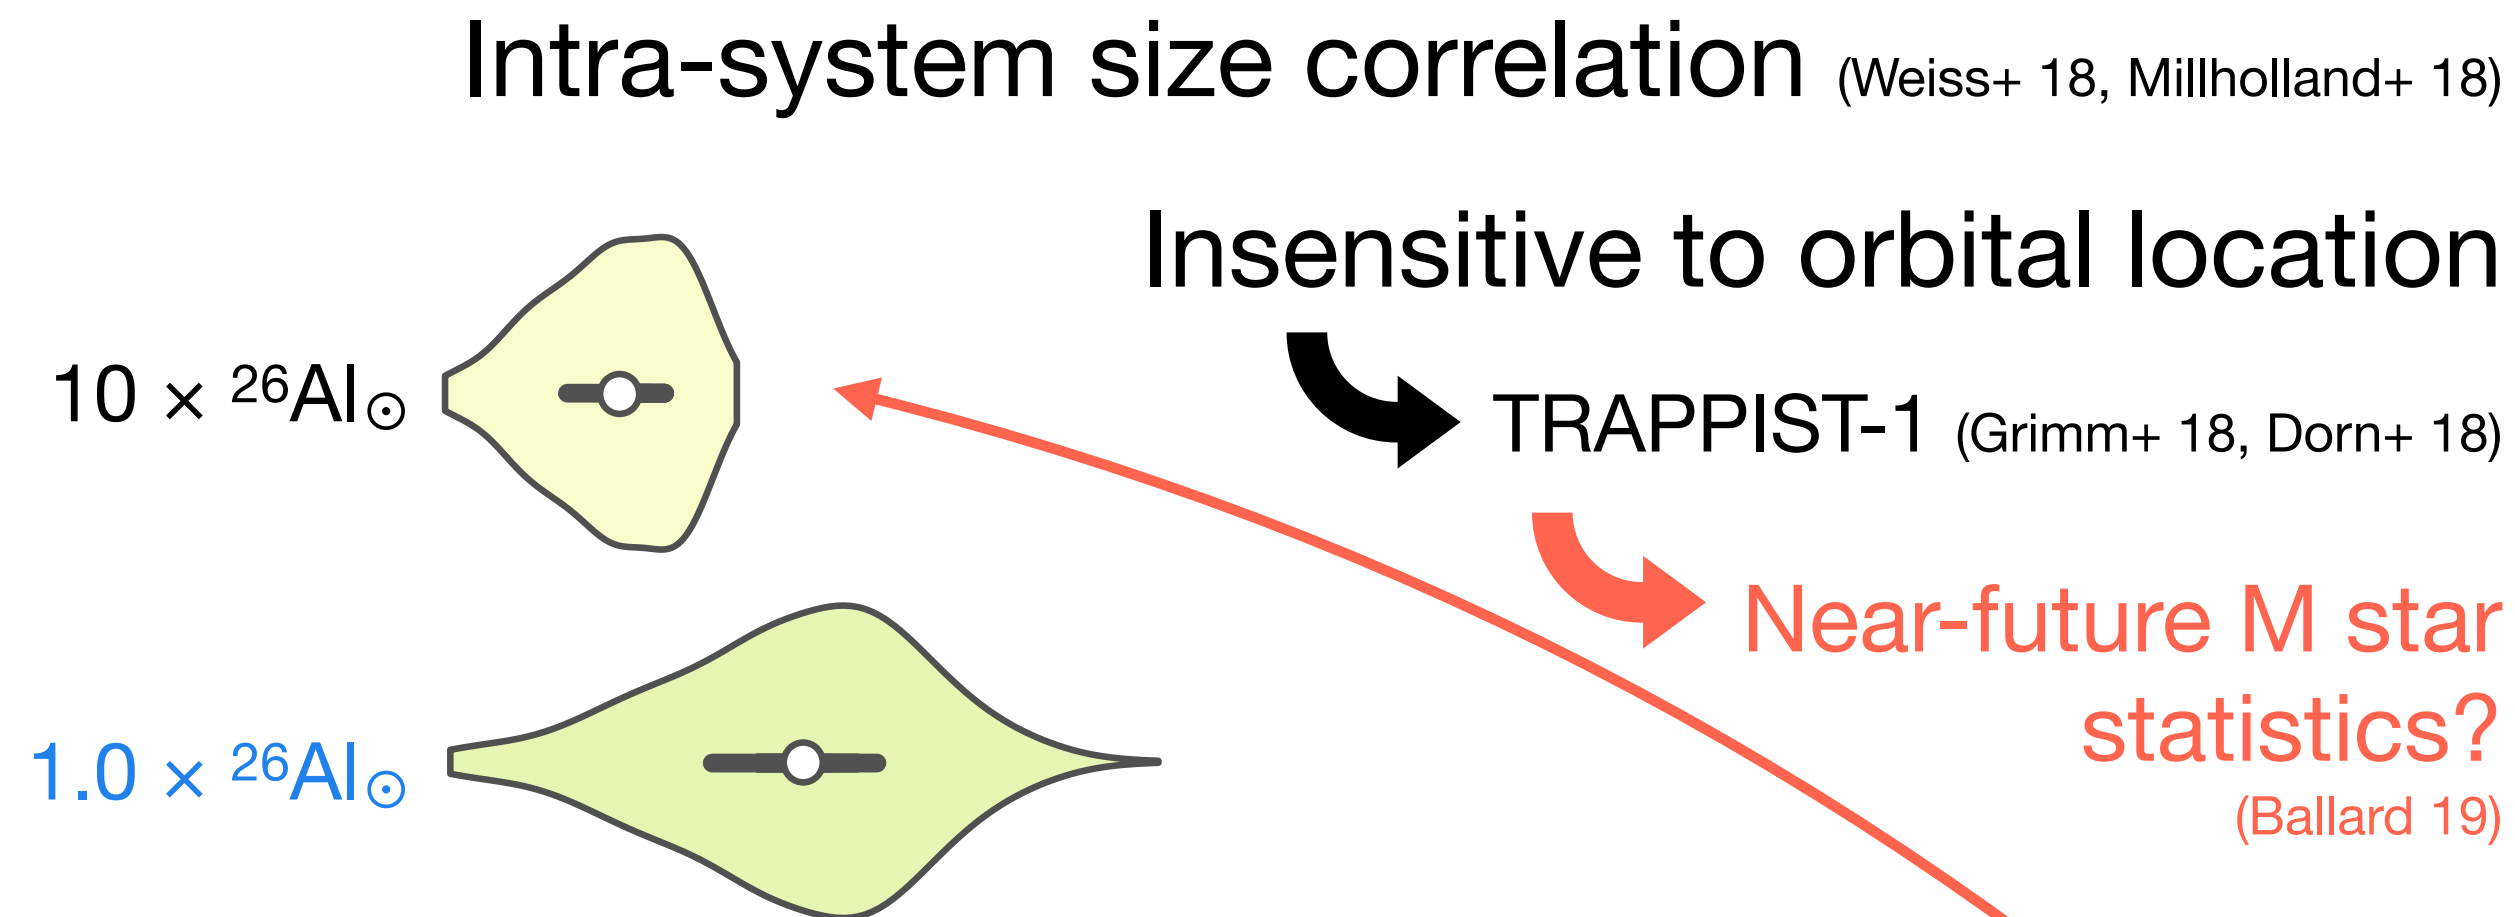 Intra-system size correlation (Weiss+ 18, Millholland+ 18)
Insensitive to orbital location
10 × ²⁶Al☉
TRAPPIST-1 (Grimm+ 18, Dorn+ 18)
Near-future M star
statistics?
1.0 × ²⁶Al☉
(Ballard 19)